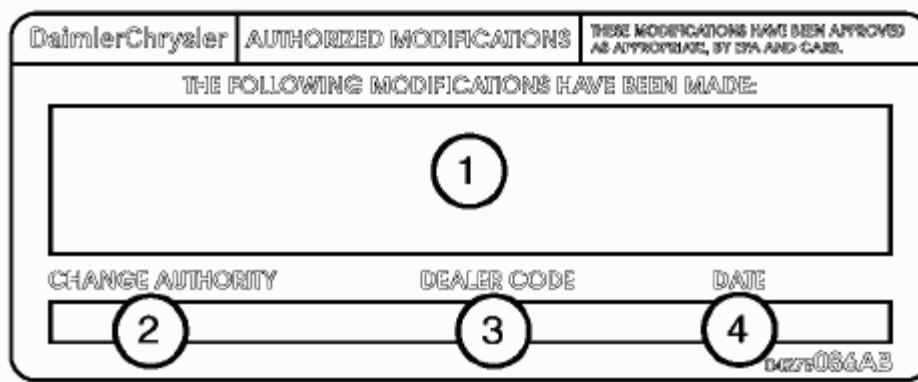 DaimlerChrysler AUTHORIZED MODIFICATIONS THESE MODIFICATIONS HAVE BEEN APPROVED
AS APPROPRIATE, BY EPA AND CARB.
THE FOLLOWING MODIFICATIONS HAVE BEEN MADE:
1
CHANGE AUTHORITY DEALER CODE DATE
2 3 4
04275086AB